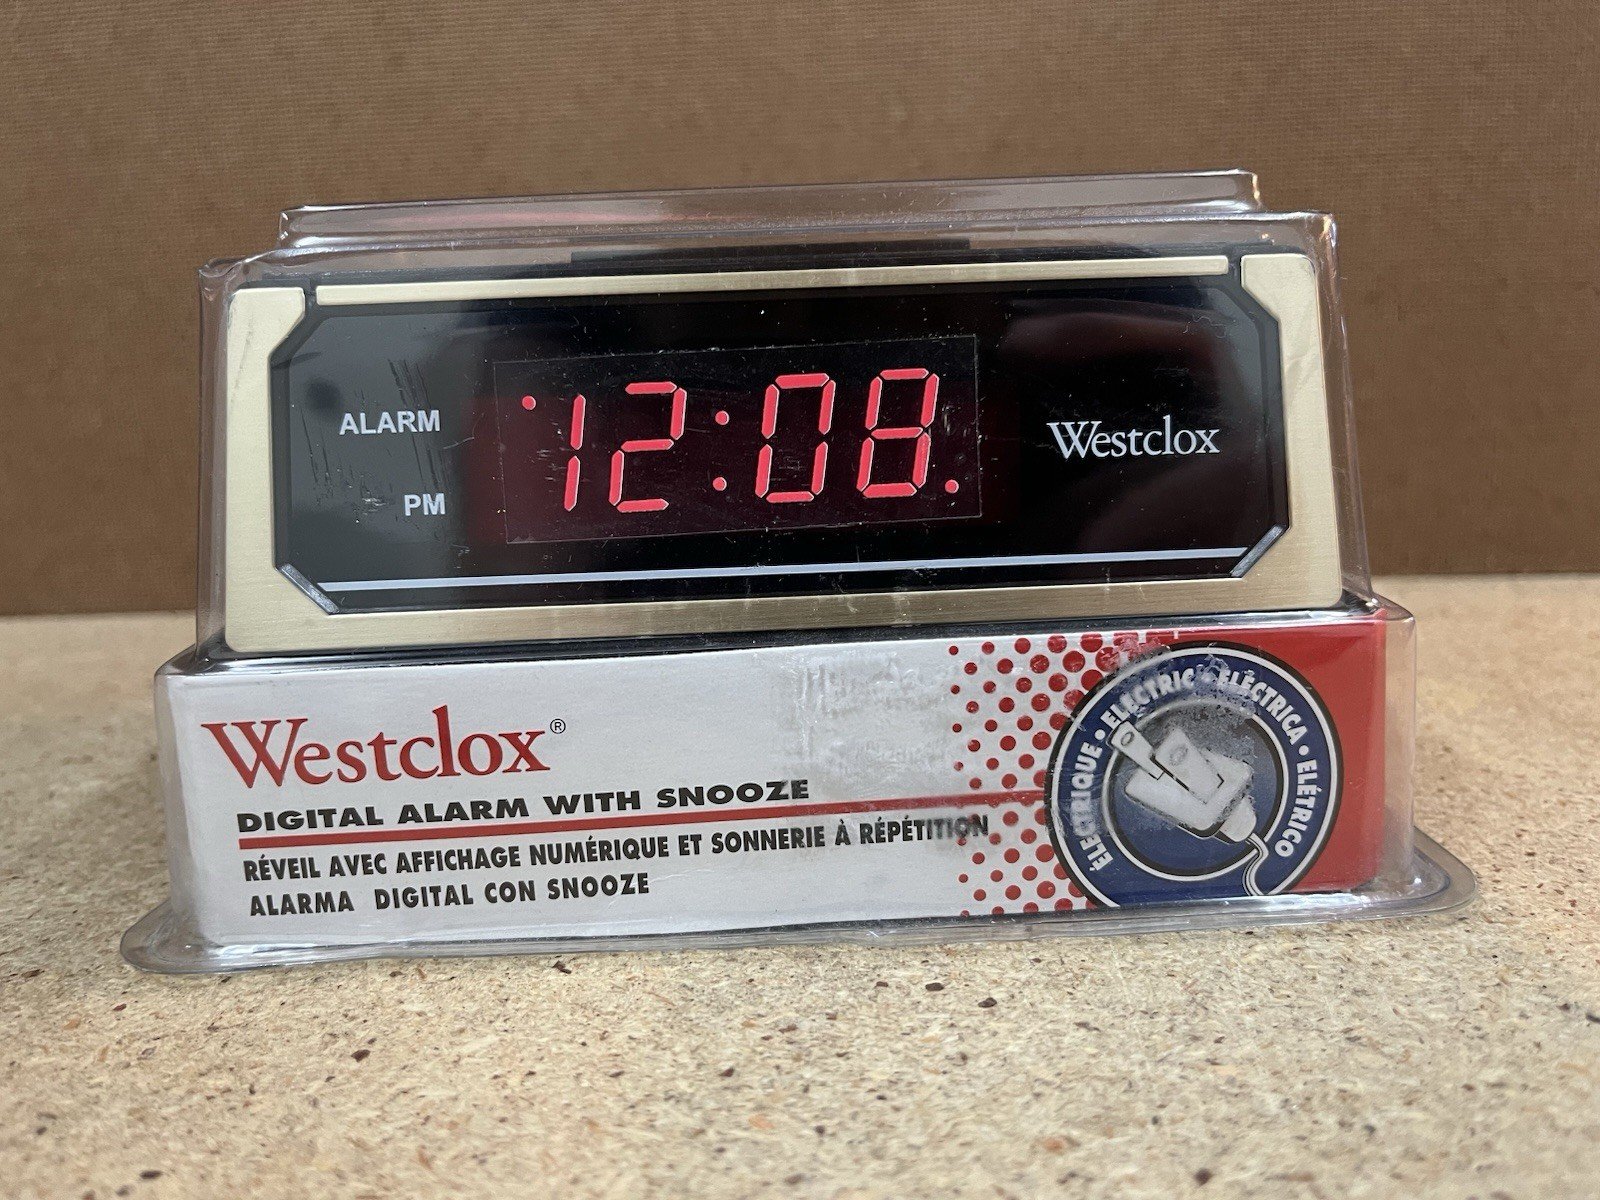 ALARM
12:08
Westclox
PM
Westclox®
DIGITAL ALARM WITH SNOOZE
RÉVEIL AVEC AFFICHAGE NUMÉRIQUE ET SONNERIE À RÉPÉTITION
ALARMA DIGITAL CON SNOOZE
ÉLECTRIQUE • ELECTRIC • ELÉCTRICA • ELÉTRICO